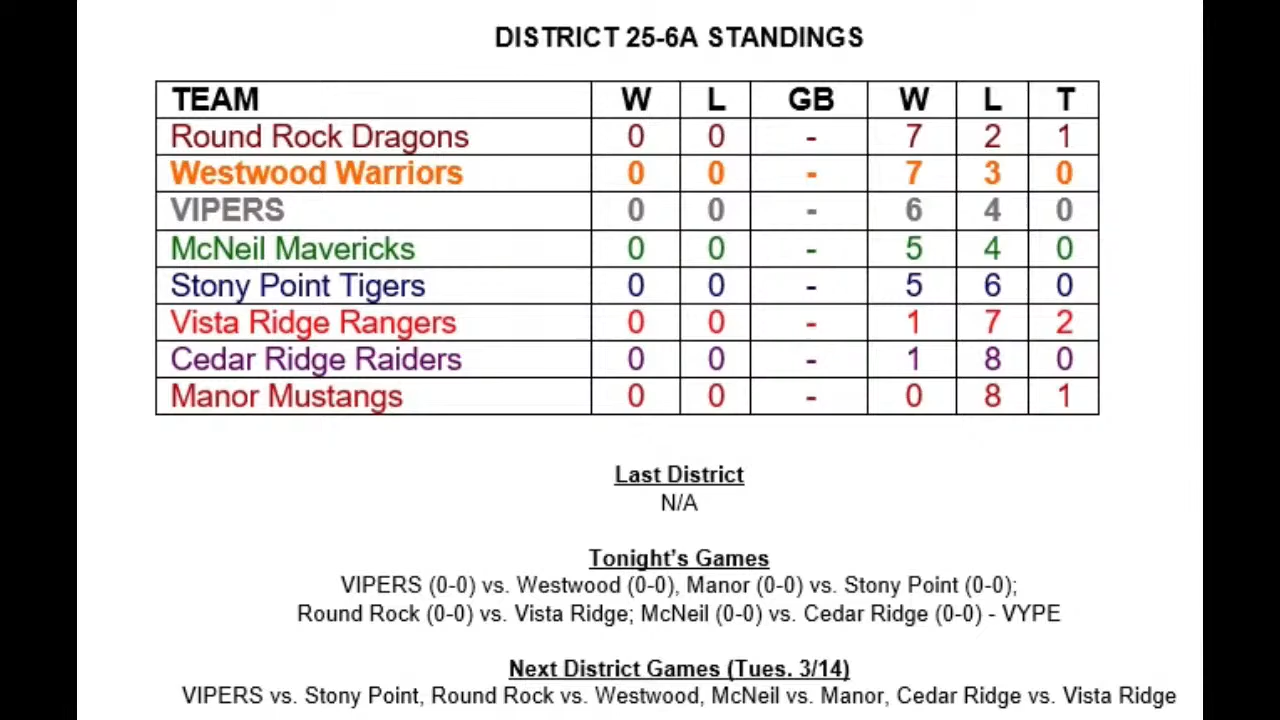 DISTRICT 25-6A STANDINGS
TEAM W L GB W L T
Round Rock Dragons 0 0 - 7 2 1
Westwood Warriors 0 0 - 7 3 0
VIPERS 0 0 - 6 4 0
McNeil Mavericks 0 0 - 5 4 0
Stony Point Tigers 0 0 - 5 6 0
Vista Ridge Rangers 0 0 - 1 7 2
Cedar Ridge Raiders 0 0 - 1 8 0
Manor Mustangs 0 0 - 0 8 1
Last District
N/A
Tonight's Games
VIPERS (0-0) vs. Westwood (0-0), Manor (0-0) vs. Stony Point (0-0);
Round Rock (0-0) vs. Vista Ridge; McNeil (0-0) vs. Cedar Ridge (0-0) - VYPE
Next District Games (Tues. 3/14)
VIPERS vs. Stony Point, Round Rock vs. Westwood, McNeil vs. Manor, Cedar Ridge vs. Vista Ridge